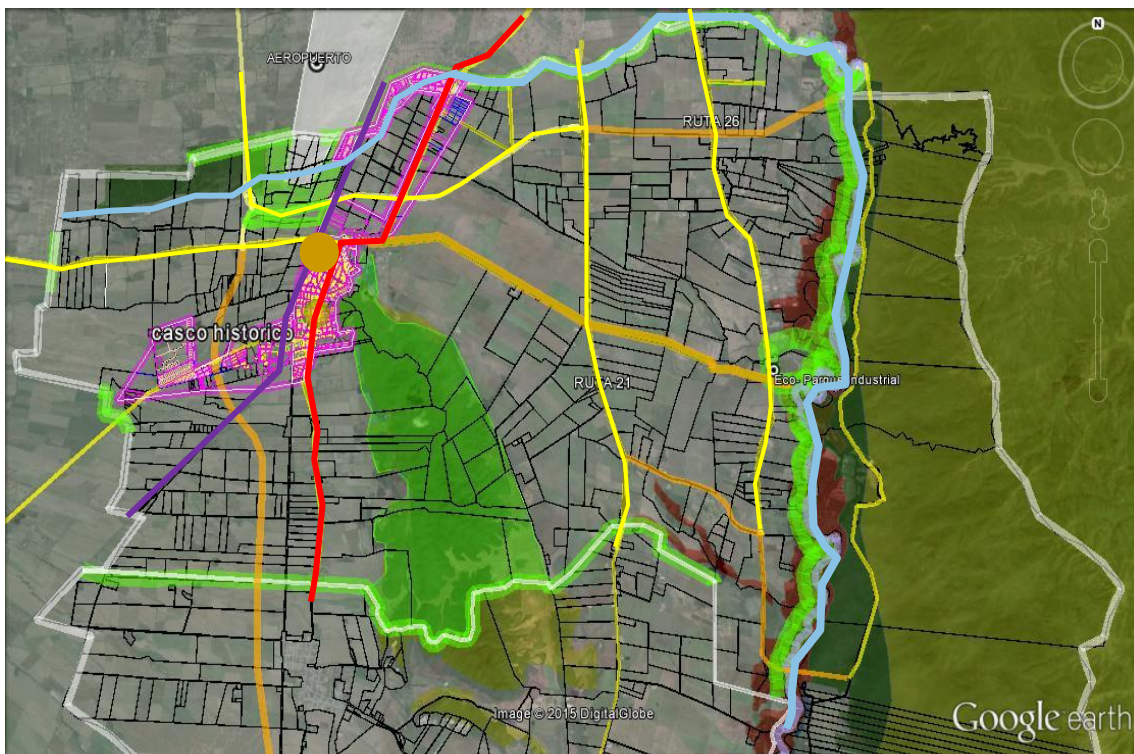 N
AEROPUERTO
RUTA 26
casco historico
RUTA 21
Eco- Parque Industrial
Image © 2015 DigitalGlobe
Google earth